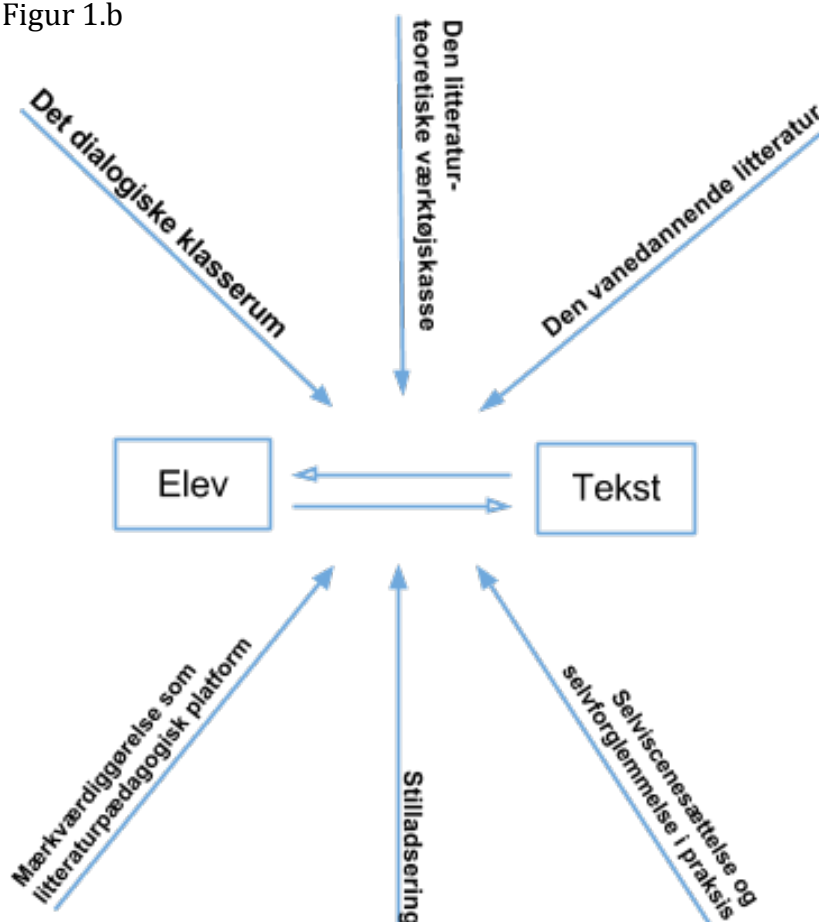 Figur 1.b
Det dialogiske klasserum
Den litteratur-
teoretiske værktøjskasse
Den vanedannende litteratur
Elev
Tekst
Mærkværdiggørelse som
litteraturpædagogisk platform
Stilladsering
Selviscenesættelse og
selvforglemmelse i praksis